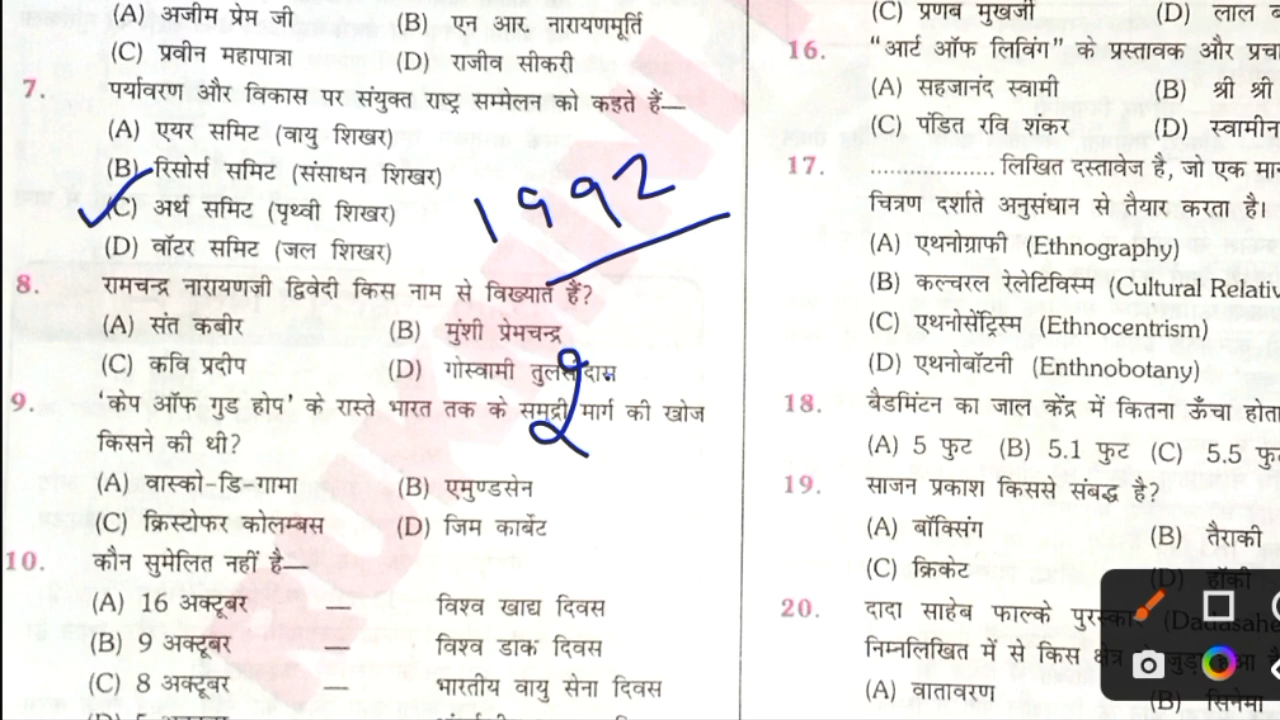 (A) अजीम प्रेम जी (B) एन आर. नारायणमूर्ति
(C) प्रवीन महापात्रा (D) राजीव सीकरी
7. पर्यावरण और विकास पर संयुक्त राष्ट्र सम्मेलन को कहते हैं—
(A) एयर समिट (वायु शिखर)
(B) रिसोर्स समिट (संसाधन शिखर)
(C) अर्थ समिट (पृथ्वी शिखर)
(D) वॉटर समिट (जल शिखर)
1992
8. रामचन्द्र नारायणजी द्विवेदी किस नाम से विख्यात हैं?
(A) संत कबीर (B) मुंशी प्रेमचन्द्र
(C) कवि प्रदीप (D) गोस्वामी तुलसीदास
9. 'केप ऑफ गुड होप' के रास्ते भारत तक के समुद्री मार्ग की खोज
किसने की थी?
(A) वास्को-डि-गामा (B) एमुण्डसेन
(C) क्रिस्टोफर कोलम्बस (D) जिम कार्बेट
10. कौन सुमेलित नहीं है—
(A) 16 अक्टूबर — विश्व खाद्य दिवस
(B) 9 अक्टूबर — विश्व डाक दिवस
(C) 8 अक्टूबर — भारतीय वायु सेना दिवस
(C) प्रणब मुखर्जी (D) लाल
16. "आर्ट ऑफ लिविंग" के प्रस्तावक और प्रचा
(A) सहजानंद स्वामी (B) श्री श्री
(C) पंडित रवि शंकर (D) स्वामीन
17. .................... लिखित दस्तावेज है, जो एक मान
चित्रण दर्शाते अनुसंधान से तैयार करता है।
(A) एथनोग्राफी (Ethnography)
(B) कल्चरल रेलेटिविस्म (Cultural Relativ
(C) एथनोसेंट्रिस्म (Ethnocentrism)
(D) एथनोबॉटनी (Enthnobotany)
18. बैडमिंटन का जाल केंद्र में कितना ऊँचा होता
(A) 5 फुट (B) 5.1 फुट (C) 5.5 फु
19. साजन प्रकाश किससे संबद्ध है?
(A) बॉक्सिंग (B) तैराकी
(C) क्रिकेट (D) हॉकी
20. दादा साहेब फाल्के पुरस्कार (Dadasahe
निम्नलिखित में से किस क्षेत्र जुड़ा हुआ
(A) वातावरण (B) सिनेमा